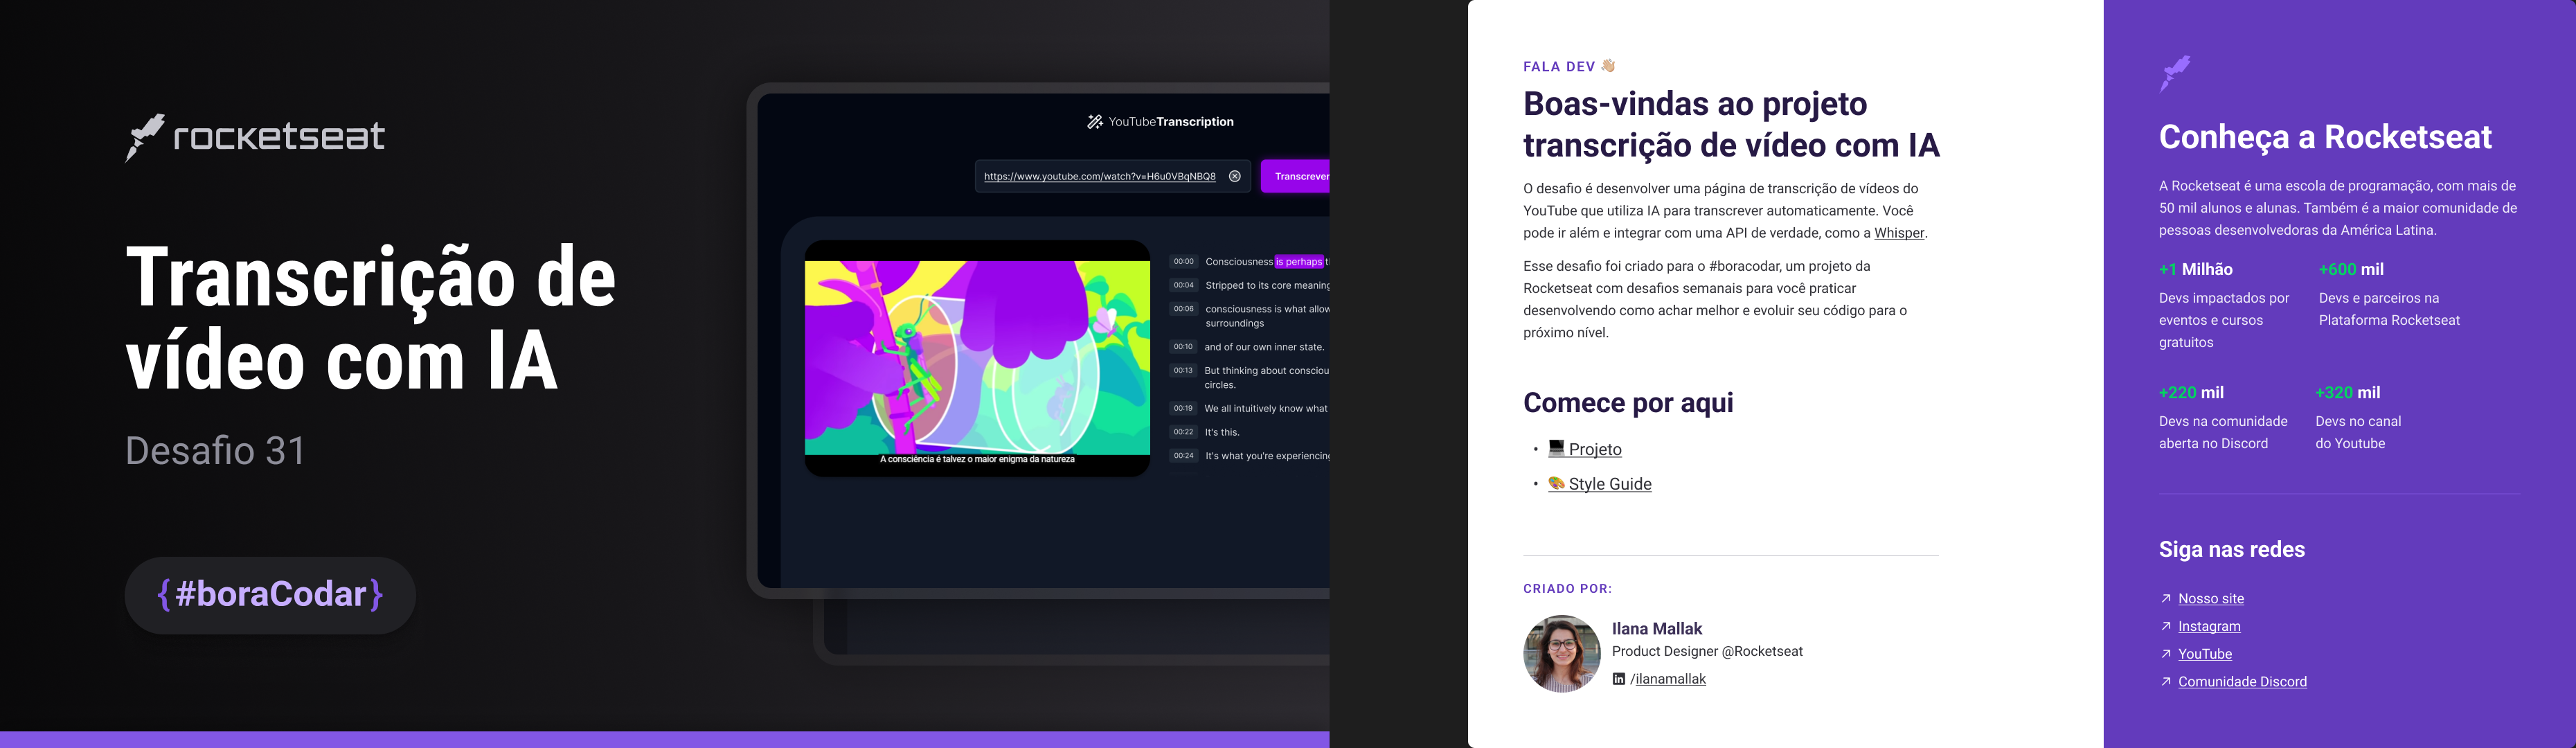 rocketseat
Transcrição de
vídeo com IA
Desafio 31
{#boraCodar}
YouTubeTranscription
https://www.youtube.com/watch?v=H6u0VBqNBQ8
Transcrever
A consciência é talvez o maior enigma da natureza
00:00 Consciousness is perhaps t
00:04 Stripped to its core meaning
00:06 consciousness is what allow
surroundings
00:10 and of our own inner state.
00:13 But thinking about consciou
circles.
00:19 We all intuitively know what
00:22 It's this.
00:24 It's what you're experiencing
FALA DEV 👋🏼
Boas-vindas ao projeto
transcrição de vídeo com IA
O desafio é desenvolver uma página de transcrição de vídeos do
YouTube que utiliza IA para transcrever automaticamente. Você
pode ir além e integrar com uma API de verdade, como a Whisper.
Esse desafio foi criado para o #boracodar, um projeto da
Rocketseat com desafios semanais para você praticar
desenvolvendo como achar melhor e evoluir seu código para o
próximo nível.
Comece por aqui
• 💻 Projeto
• 🎨 Style Guide
CRIADO POR:
Ilana Mallak
Product Designer @Rocketseat
in /ilanamallak
Conheça a Rocketseat
A Rocketseat é uma escola de programação, com mais de
50 mil alunos e alunas. Também é a maior comunidade de
pessoas desenvolvedoras da América Latina.
+1 Milhão
Devs impactados por
eventos e cursos
gratuitos
+600 mil
Devs e parceiros na
Plataforma Rocketseat
+220 mil
Devs na comunidade
aberta no Discord
+320 mil
Devs no canal
do Youtube
Siga nas redes
↗ Nosso site
↗ Instagram
↗ YouTube
↗ Comunidade Discord